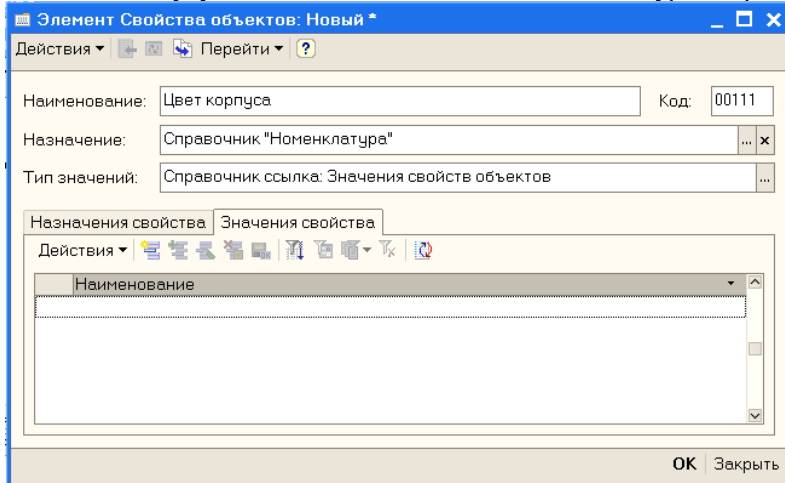 Элемент Свойства объектов: Новый *
Действия Перейти
Наименование: Цвет корпуса Код: 00111
Назначение: Справочник "Номенклатура" ... x
Тип значений: Справочник ссылка: Значения свойств объектов ...
Назначения свойства Значения свойства
Действия
Наименование
OK Закрыть